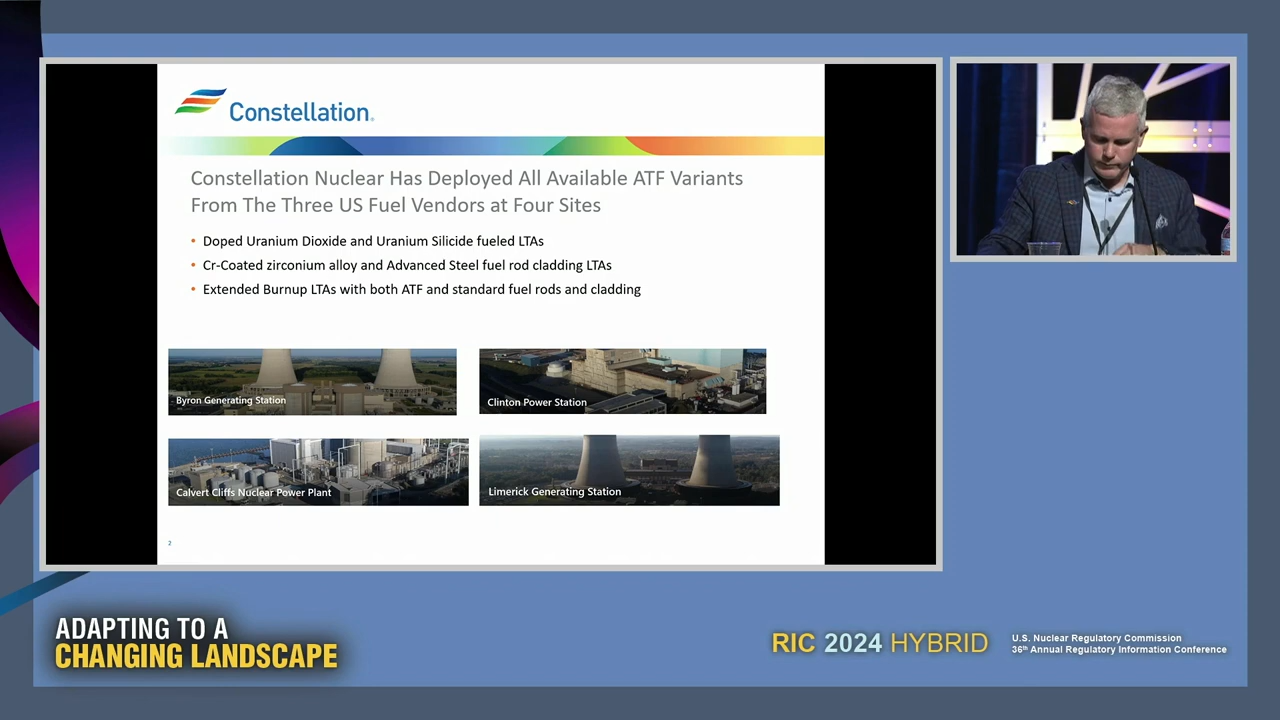 Constellation.
Constellation Nuclear Has Deployed All Available ATF Variants
From The Three US Fuel Vendors at Four Sites
• Doped Uranium Dioxide and Uranium Silicide fueled LTAs
• Cr-Coated zirconium alloy and Advanced Steel fuel rod cladding LTAs
• Extended Burnup LTAs with both ATF and standard fuel rods and cladding
Byron Generating Station
Clinton Power Station
Calvert Cliffs Nuclear Power Plant
Limerick Generating Station
2
ADAPTING TO A
CHANGING LANDSCAPE
RIC 2024 HYBRID
U.S. Nuclear Regulatory Commission
36th Annual Regulatory Information Conference